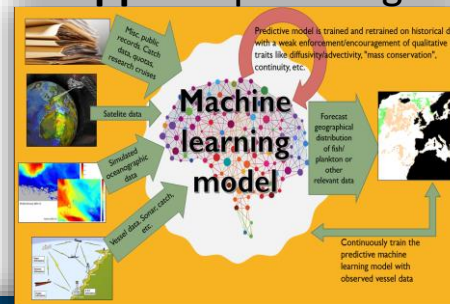 Misc. public
records. Catch
data, quotas,
research cruises
Satelite data
Simulated
oceanographic
data
Vessel data, Sonar, catch,
etc.
Machine
learning
model
Predictive model is trained and retrained on historical
with a weak enforcement/encouragement of qualitative
traits like diffusivity/advectivity, "mass conservation",
continuity, etc.
Forecast
geographical
distribution
of fish/
plankton or
other
relevant data
Continuously train the
predictive machine
learning model with
observed vessel data